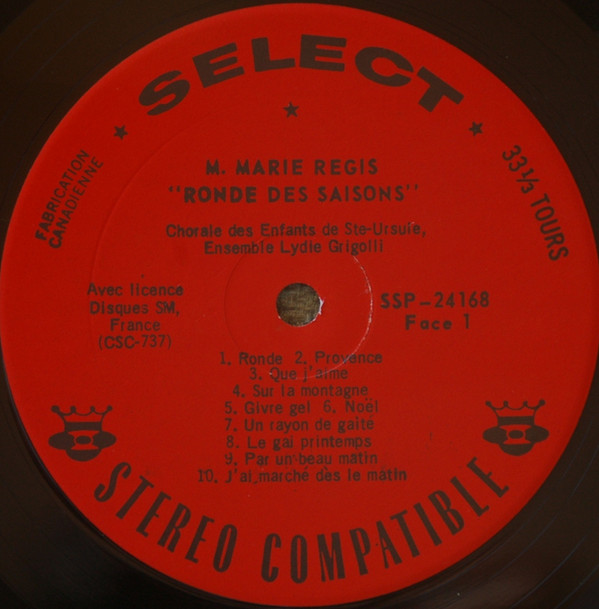 SELECT
M. MARIE REGIS
"RONDE DES SAISONS"
FABRICATION
CANADIENNE
33⅓ TOURS
Chorale des Enfants de Ste-Ursule,
Ensemble Lydie Grigolli
Avec licence
Disques SM,
France
(CSC-737)
SSP-24168
Face 1
1. Ronde 2. Provence
3. Que j'aime
4. Sur la montagne
5. Givre gel 6. Noël
7. Un rayon de gaité
8. Le gai printemps
9. Par un beau matin
10. J'ai marché dès le matin
STEREO COMPATIBLE